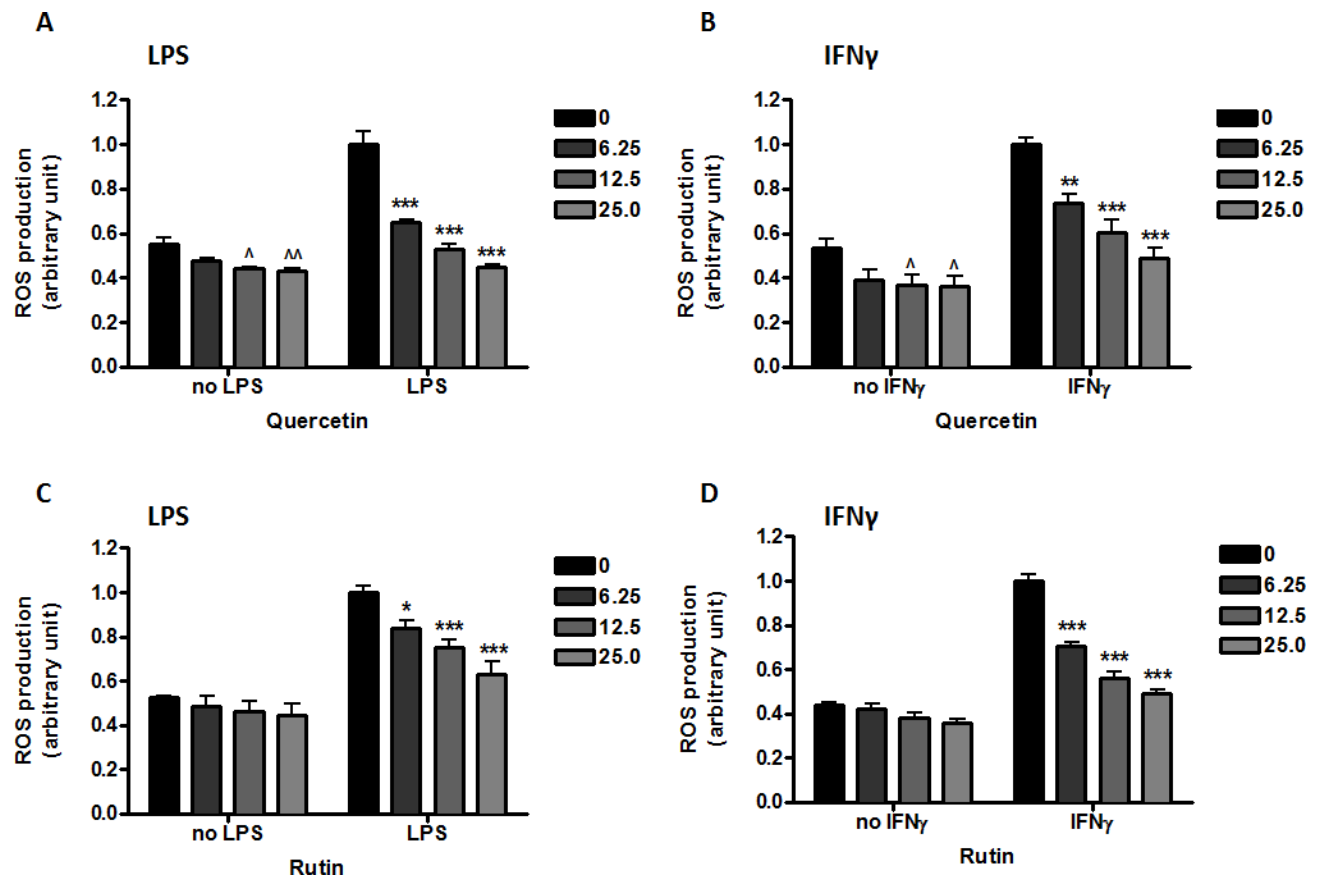 A
LPS
ROS production
(arbitrary unit)
1.2
1.0
0.8
0.6
0.4
0.2
0.0
^
^^
***
***
***
no LPS
LPS
Quercetin
0
6.25
12.5
25.0
B
IFNγ
ROS production
(arbitrary unit)
1.2
1.0
0.8
0.6
0.4
0.2
0.0
^
^
**
***
***
no IFNγ
IFNγ
Quercetin
0
6.25
12.5
25.0
C
LPS
ROS production
(arbitrary unit)
1.2
1.0
0.8
0.6
0.4
0.2
0.0
*
***
***
no LPS
LPS
Rutin
0
6.25
12.5
25.0
D
IFNγ
ROS production
(arbitrary unit)
1.2
1.0
0.8
0.6
0.4
0.2
0.0
***
***
***
no IFNγ
IFNγ
Rutin
0
6.25
12.5
25.0